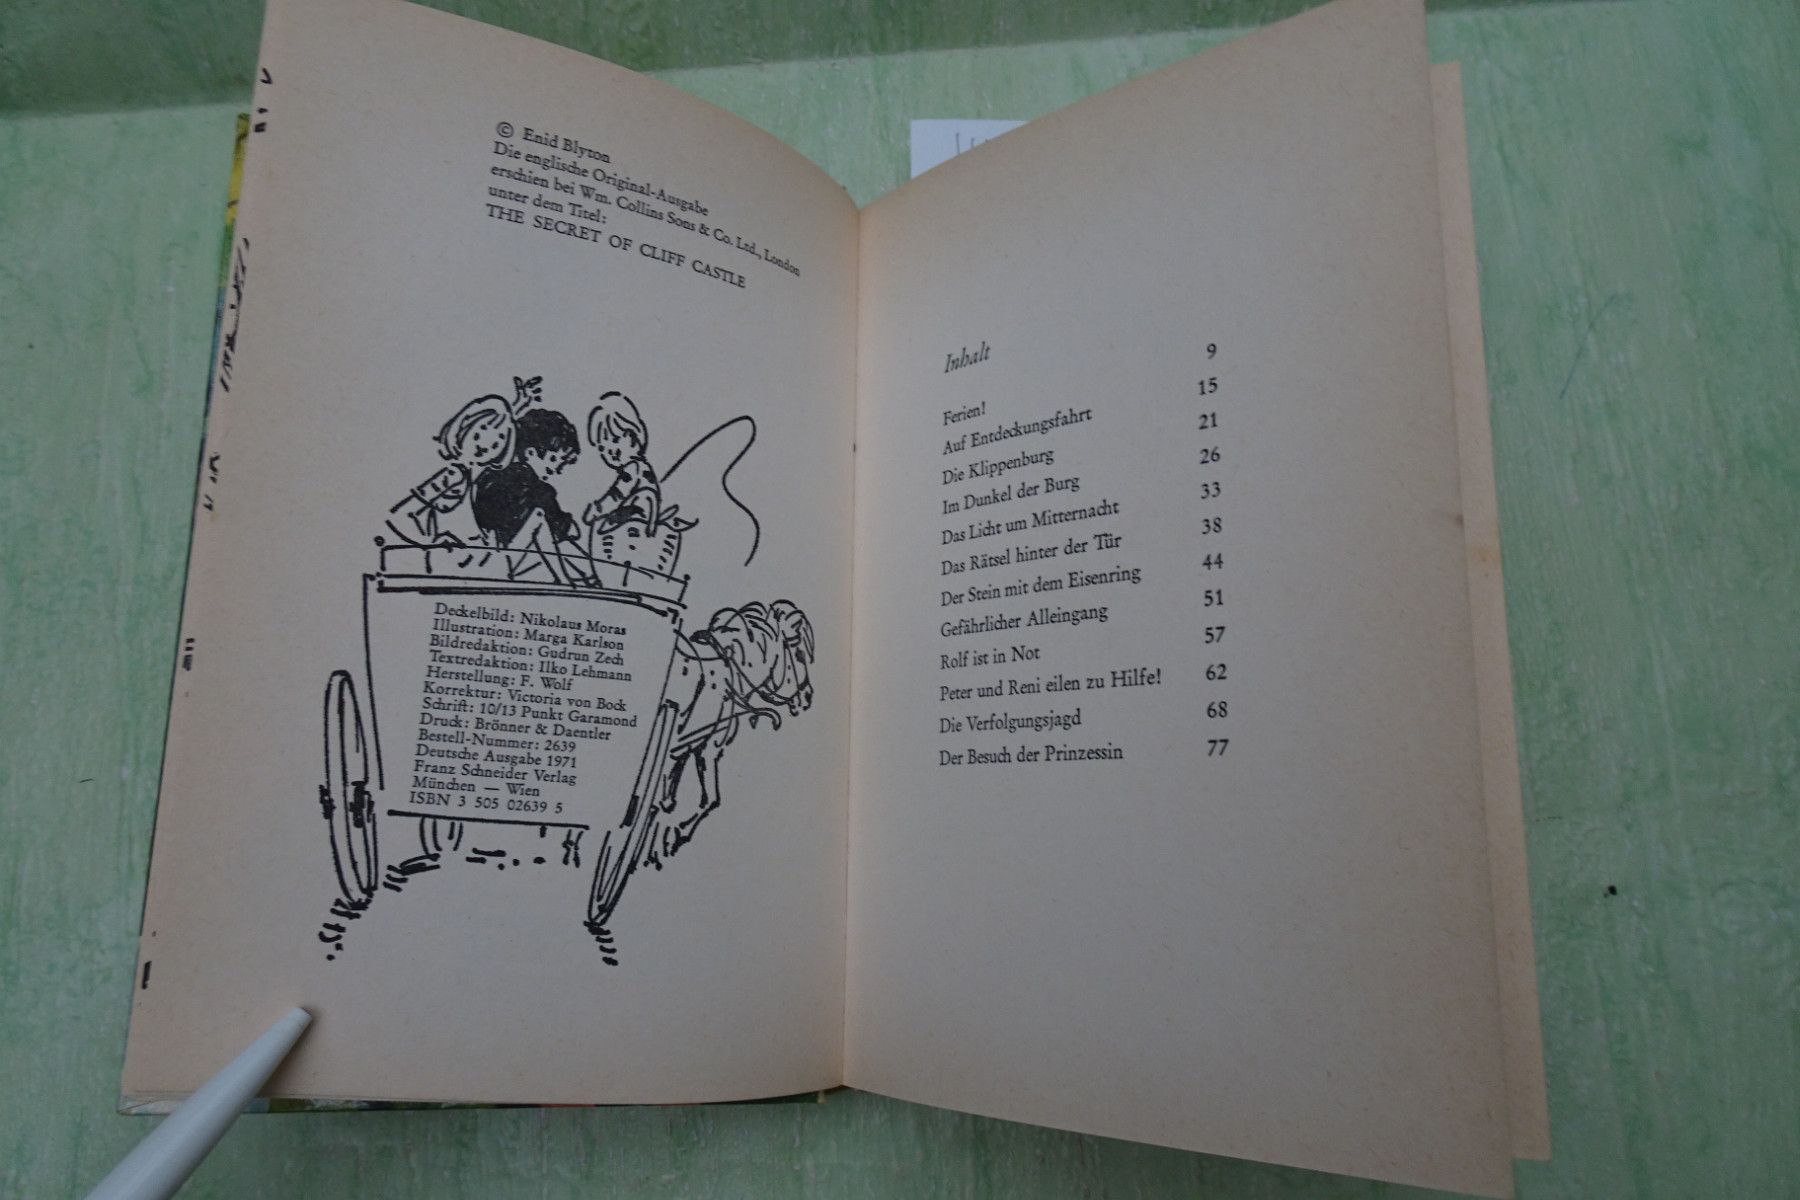 © Enid Blyton
Die englische Original-Ausgabe
erschien bei Wm. Collins Sons & Co. Ltd., London
unter dem Titel:
THE SECRET OF CLIFF CASTLE
Deckelbild: Nikolaus Moras
Illustration: Marga Karlson
Bildredaktion: Gudrun Zech
Textredaktion: Ilko Lehmann
Herstellung: F. Wolf
Korrektur: Victoria von Bock
Schrift: 10/13 Punkt Garamond
Druck: Brönner & Daentler
Bestell-Nummer: 2639
Deutsche Ausgabe 1971
Franz Schneider Verlag
München — Wien
ISBN 3 505 02639 5
Inhalt
Ferien! 9
Auf Entdeckungsfahrt 15
Die Klippenburg 21
Im Dunkel der Burg 26
Das Licht um Mitternacht 33
Das Rätsel hinter der Tür 38
Der Stein mit dem Eisenring 44
Gefährlicher Alleingang 51
Rolf ist in Not 57
Peter und Reni eilen zu Hilfe! 62
Die Verfolgungsjagd 68
Der Besuch der Prinzessin 77